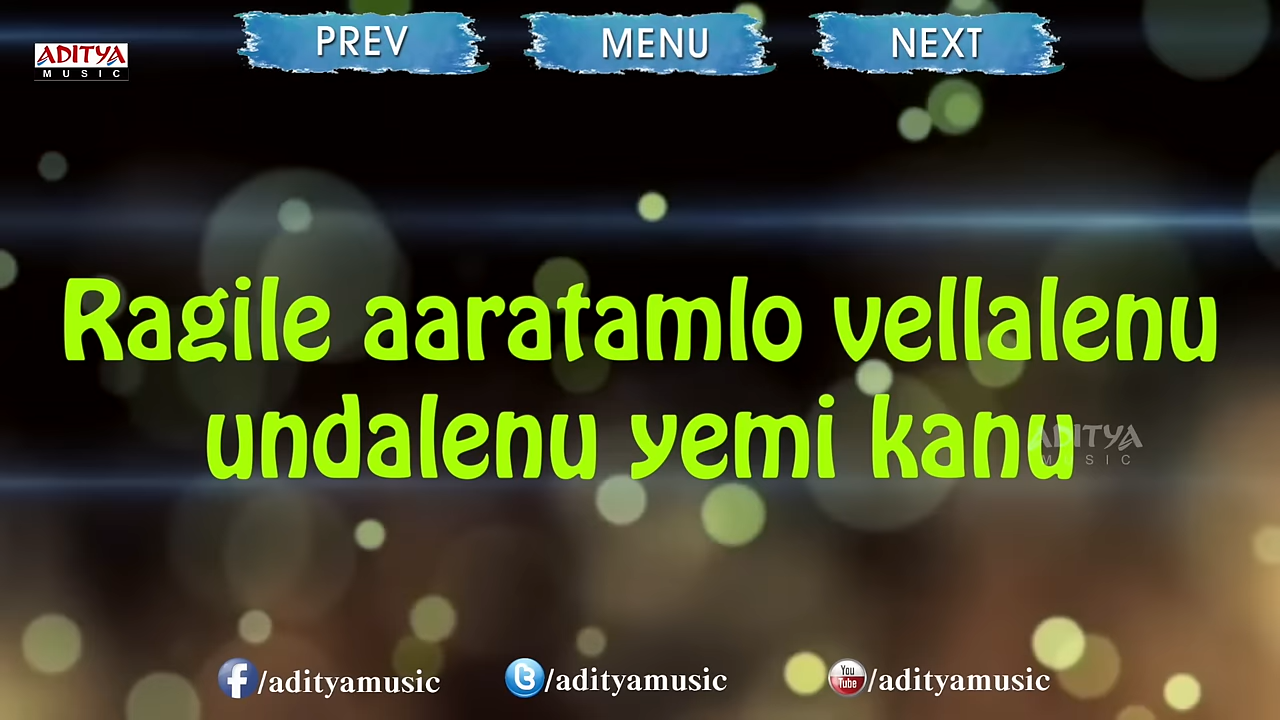 ADITYA
MUSIC
PREV
MENU
NEXT
Ragile aaratamlo vellalenu
undalenu yemi kanu
ADITYA
MUSIC
f/adityamusic
t/adityamusic
You Tube/adityamusic